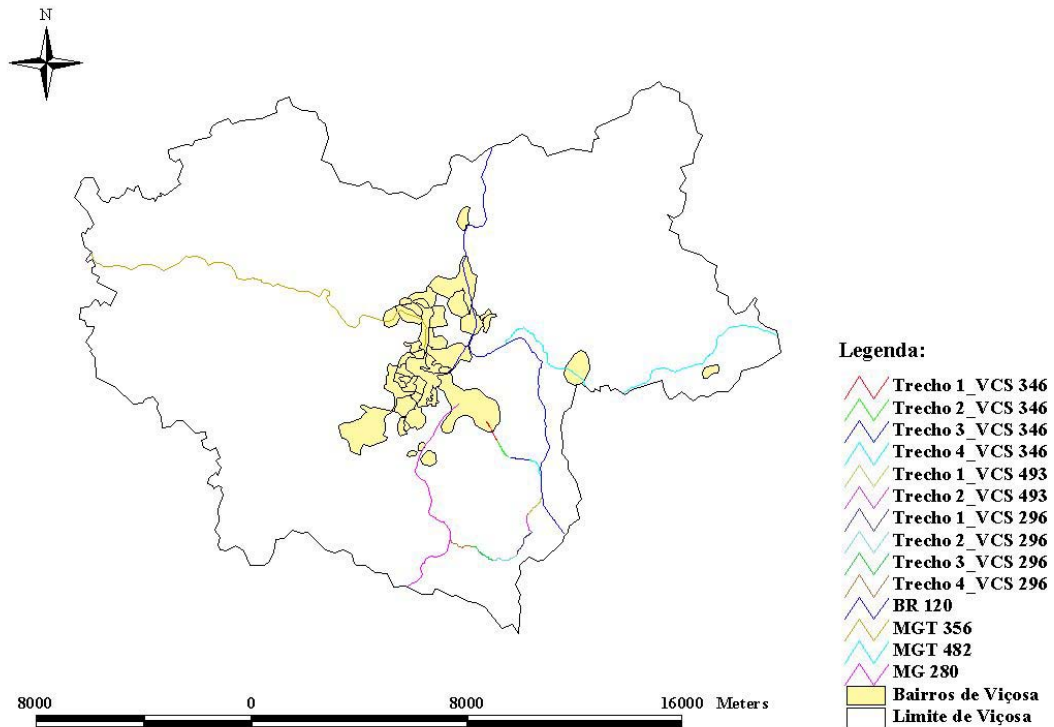 N
Legenda:
Trecho 1_VCS 346
Trecho 2_VCS 346
Trecho 3_VCS 346
Trecho 4_VCS 346
Trecho 1_VCS 493
Trecho 2_VCS 493
Trecho 1_VCS 296
Trecho 2_VCS 296
Trecho 3_VCS 296
Trecho 4_VCS 296
BR 120
MGT 356
MGT 482
MG 280
Bairros de Viçosa
Limite de Viçosa
8000 0 8000 16000 Meters